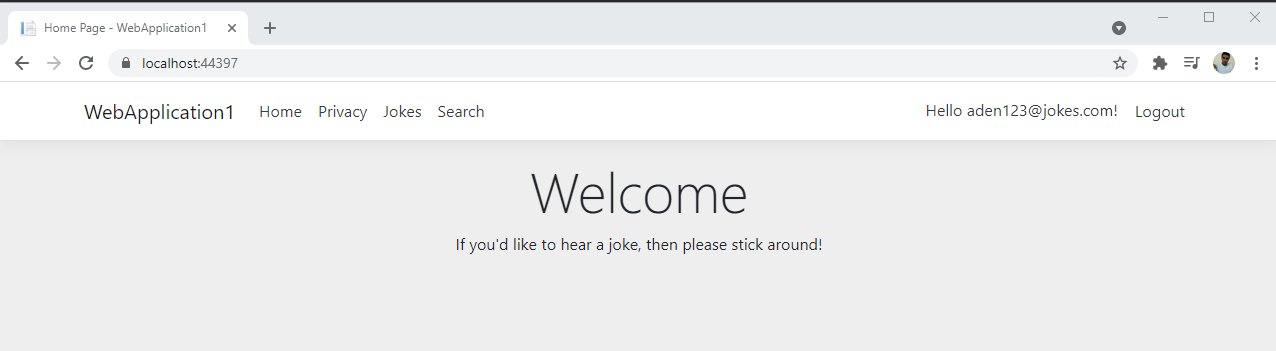 Home Page - WebApplication1
localhost:44397
WebApplication1 Home Privacy Jokes Search Hello aden123@jokes.com! Logout
Welcome
If you'd like to hear a joke, then please stick around!